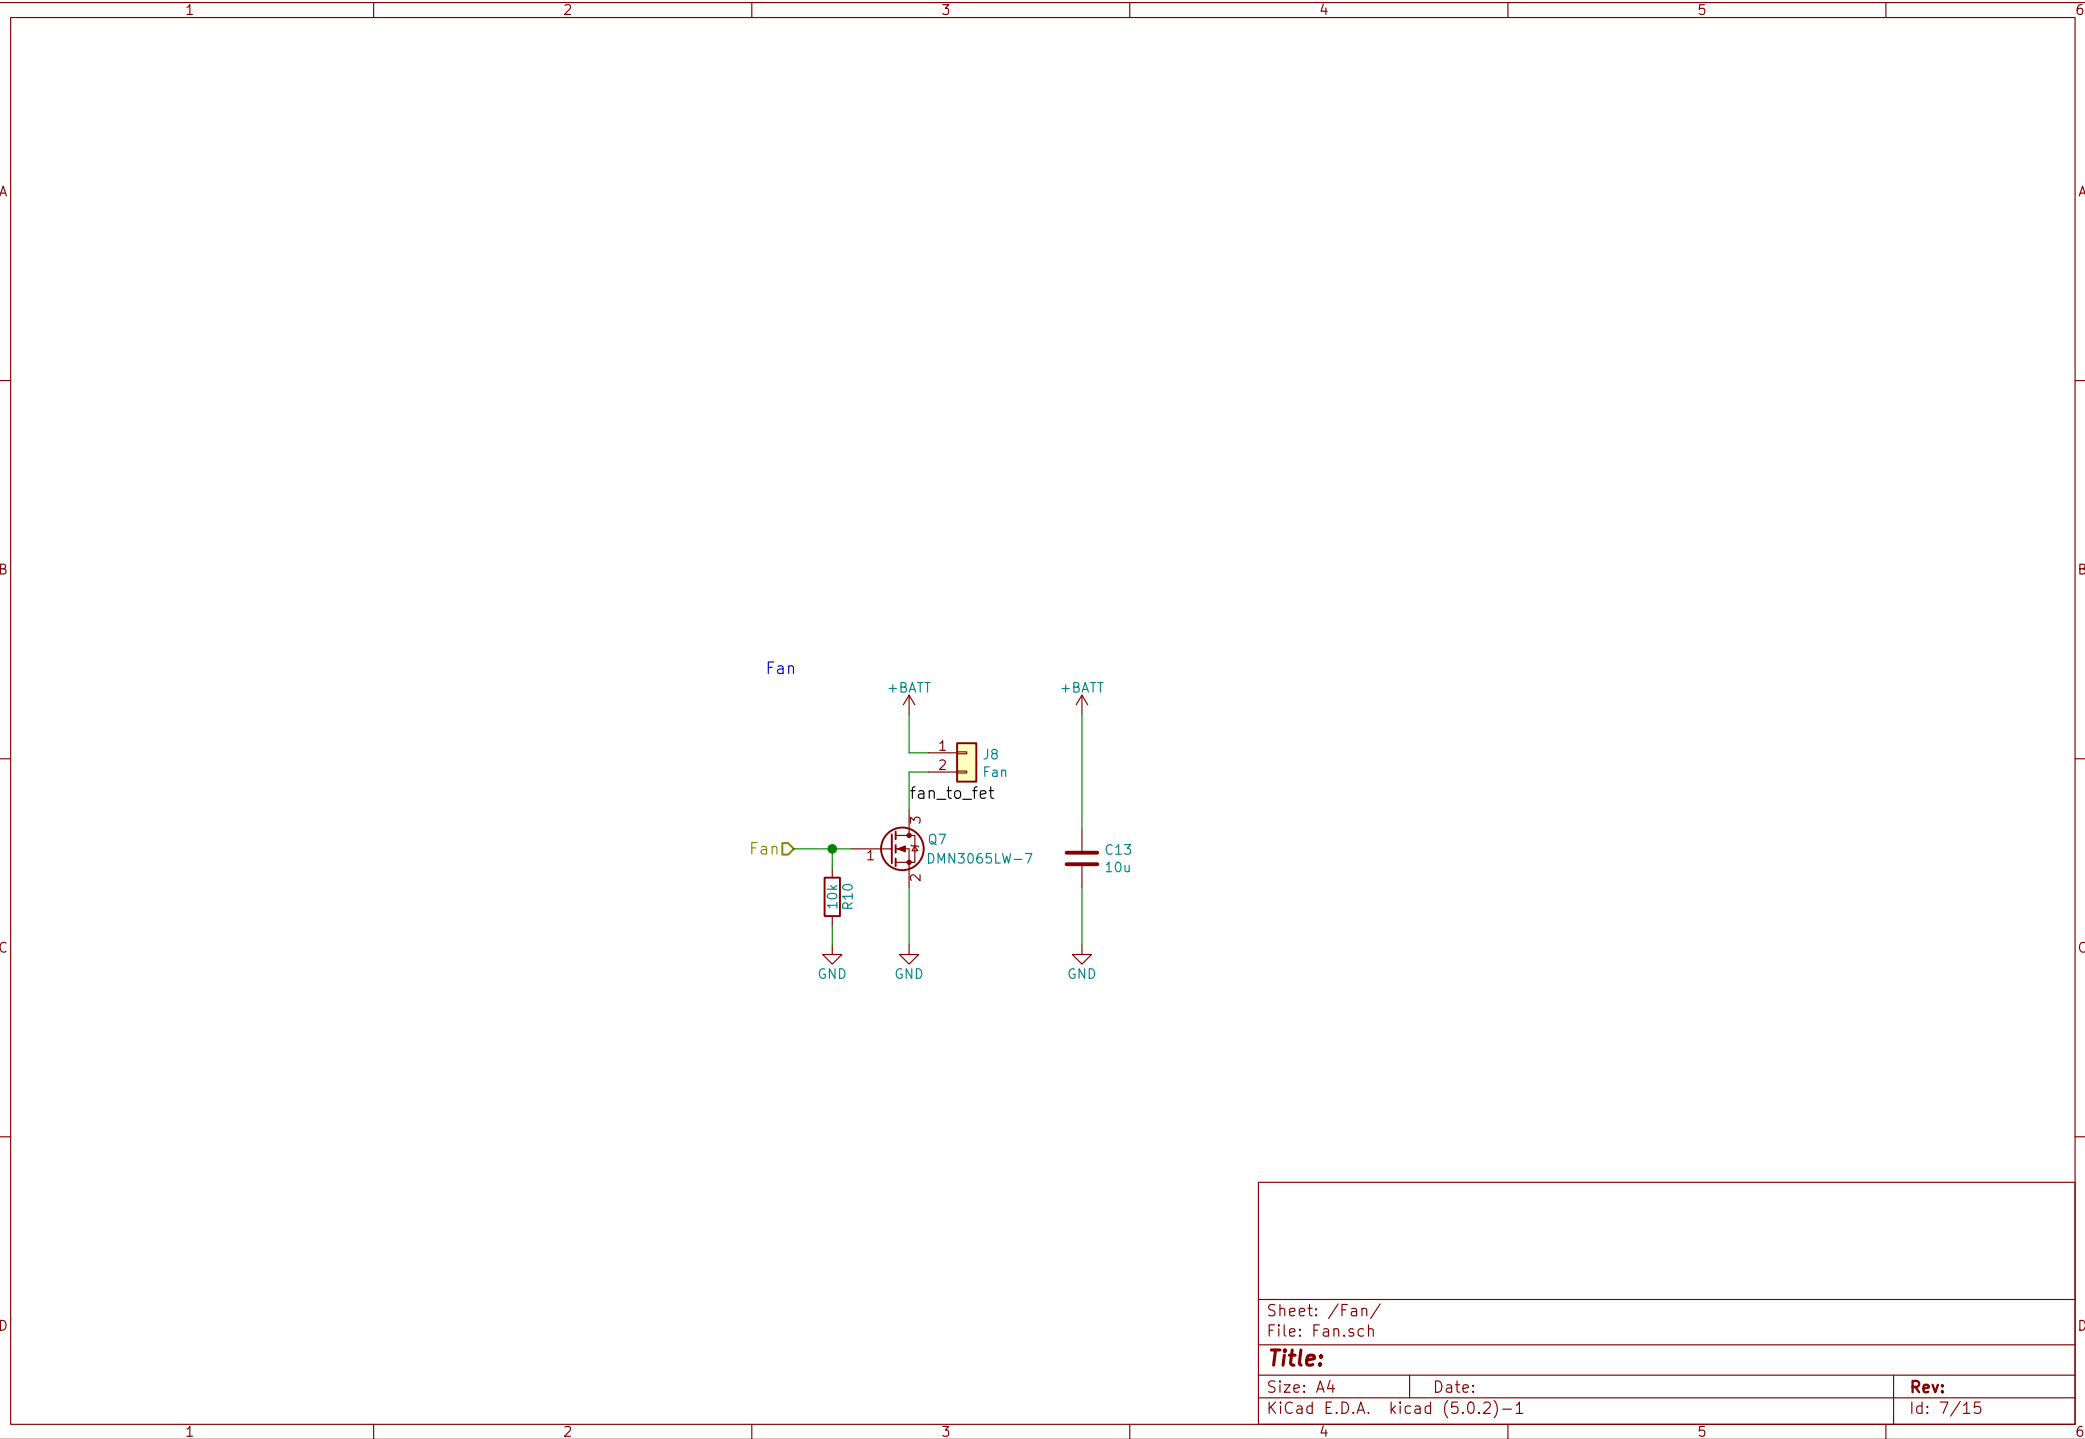 1 2 3 4 5 6
A A
B B
Fan
+BATT +BATT
1
J8
2
Fan
fan_to_fet
3
Q7
Fan
1
DMN3065LW-7
C13
10u
2
10k
R10
C C
GND GND GND
Sheet: /Fan/
File: Fan.sch
D D
Title:
Size: A4 Date: Rev:
KiCad E.D.A. kicad (5.0.2)-1 Id: 7/15
1 2 3 4 5 6